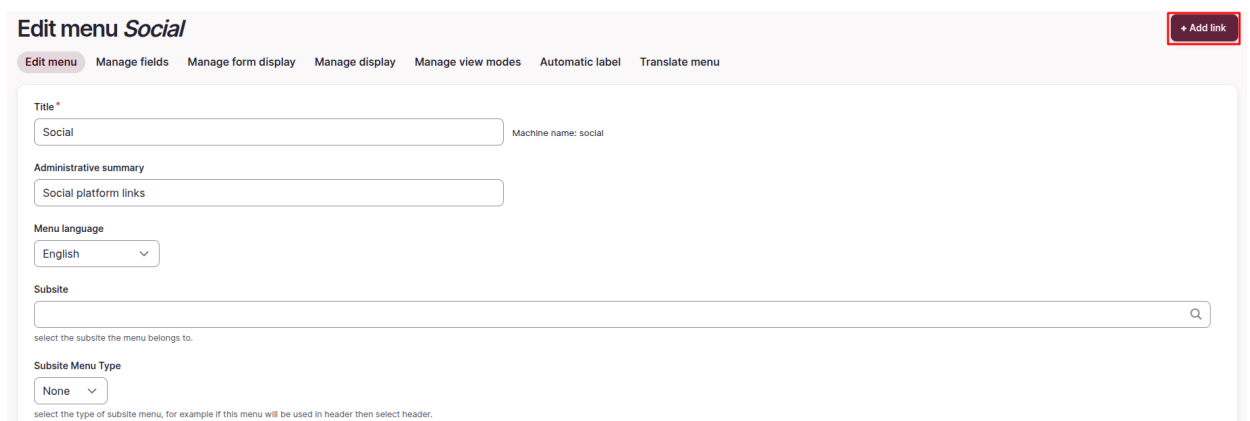 Edit menu Social
+ Add link
Edit menu Manage fields Manage form display Manage display Manage view modes Automatic label Translate menu
Title*
Social
Machine name: social
Administrative summary
Social platform links
Menu language
English
Subsite
select the subsite the menu belongs to.
Subsite Menu Type
None
select the type of subsite menu, for example if this menu will be used in header then select header.